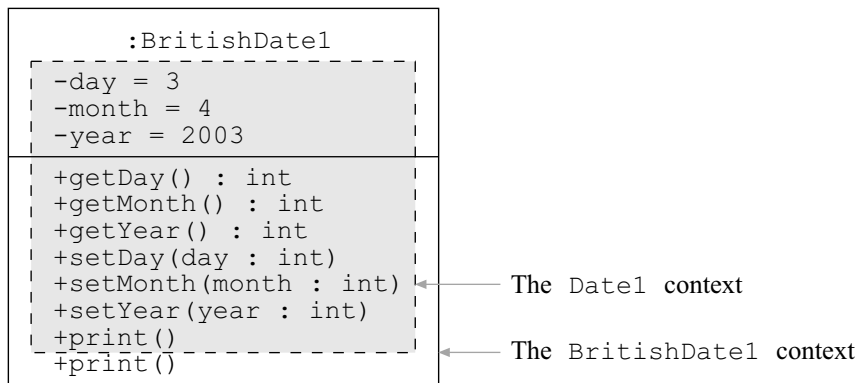 :BritishDate1
-day = 3
-month = 4
-year = 2003
+getDay() : int
+getMonth() : int
+getYear() : int
+setDay(day : int)
+setMonth(month : int)
The Date1 context
+setYear(year : int)
+print()
The BritishDate1 context
+print()